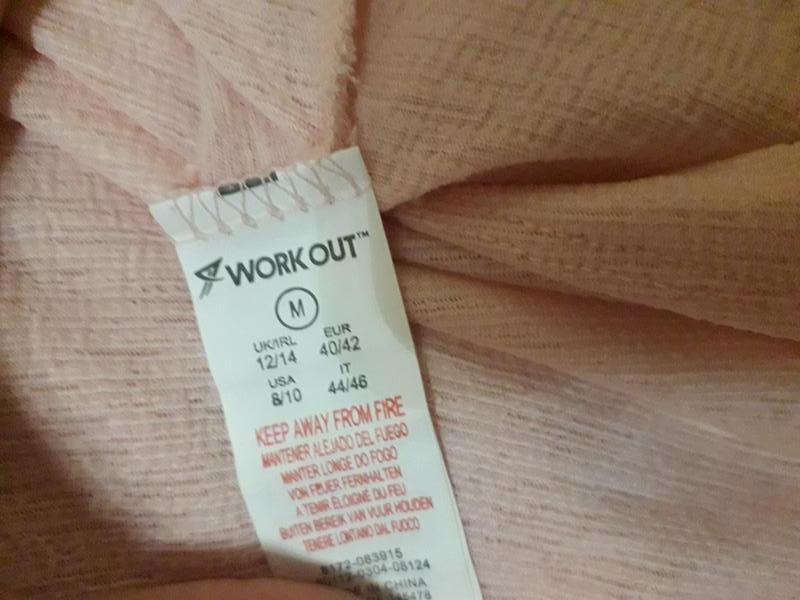 WORKOUT™
M
UK/IRL EUR
12/14 40/42
USA IT
8/10 44/46
KEEP AWAY FROM FIRE
MANTENER ALEJADO DEL FUEGO
MANTER LONGE DO FOGO
VON FEUER FERNHALTEN
A TENIR ÉLOIGNÉ DU FEU
BUITEN BEREIK VAN VUUR HOUDEN
TENERE LONTANO DAL FUOCO
CHINA